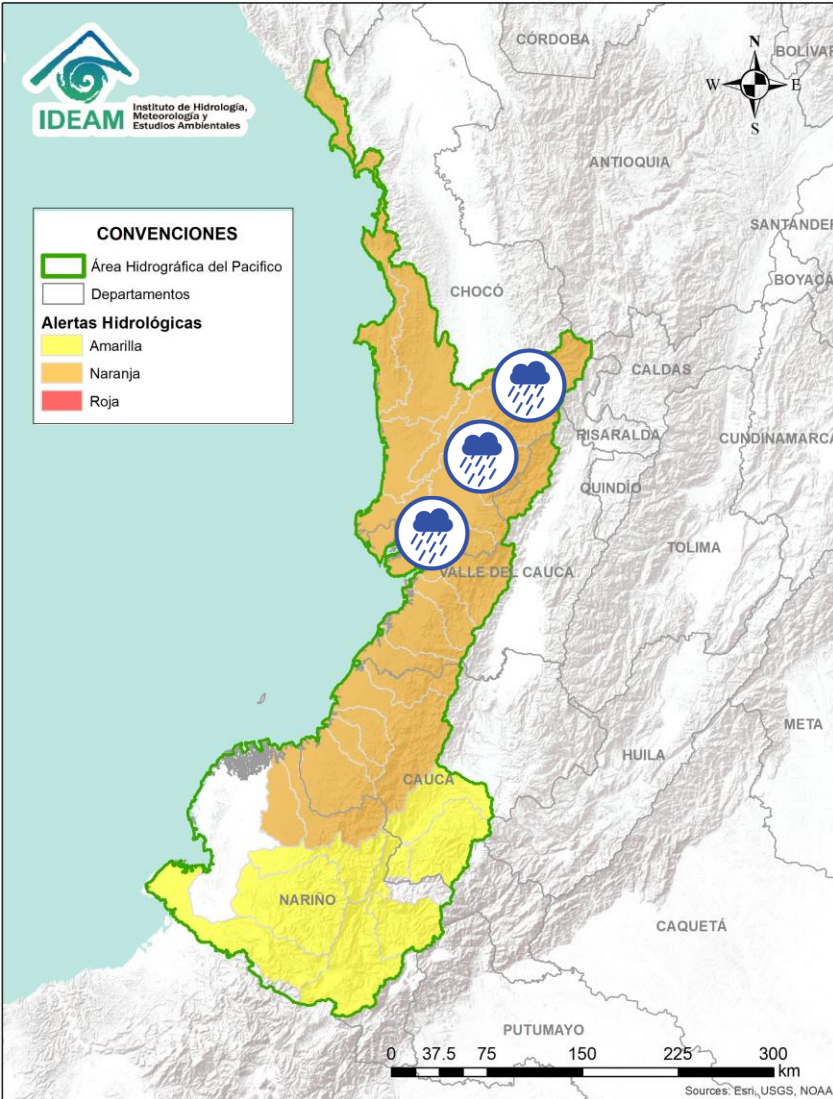 IDEAM
Instituto de Hidrología,
Meteorología y
Estudios Ambientales
CÓRDOBA
N
BOLÍVAR
W
E
S
ANTIOQUIA
SANTANDER
CONVENCIONES
Área Hidrográfica del Pacifico
Departamentos
Alertas Hidrológicas
Amarilla
Naranja
Roja
BOYACÁ
CHOCÓ
CALDAS
RISARALDA
CUNDINAMARCA
QUINDÍO
TOLIMA
VALLE DEL CAUCA
META
HUILA
CAUCA
NARIÑO
CAQUETÁ
PUTUMAYO
0 37.5 75 150 225 300
km
Sources: Esri, USGS, NOAA